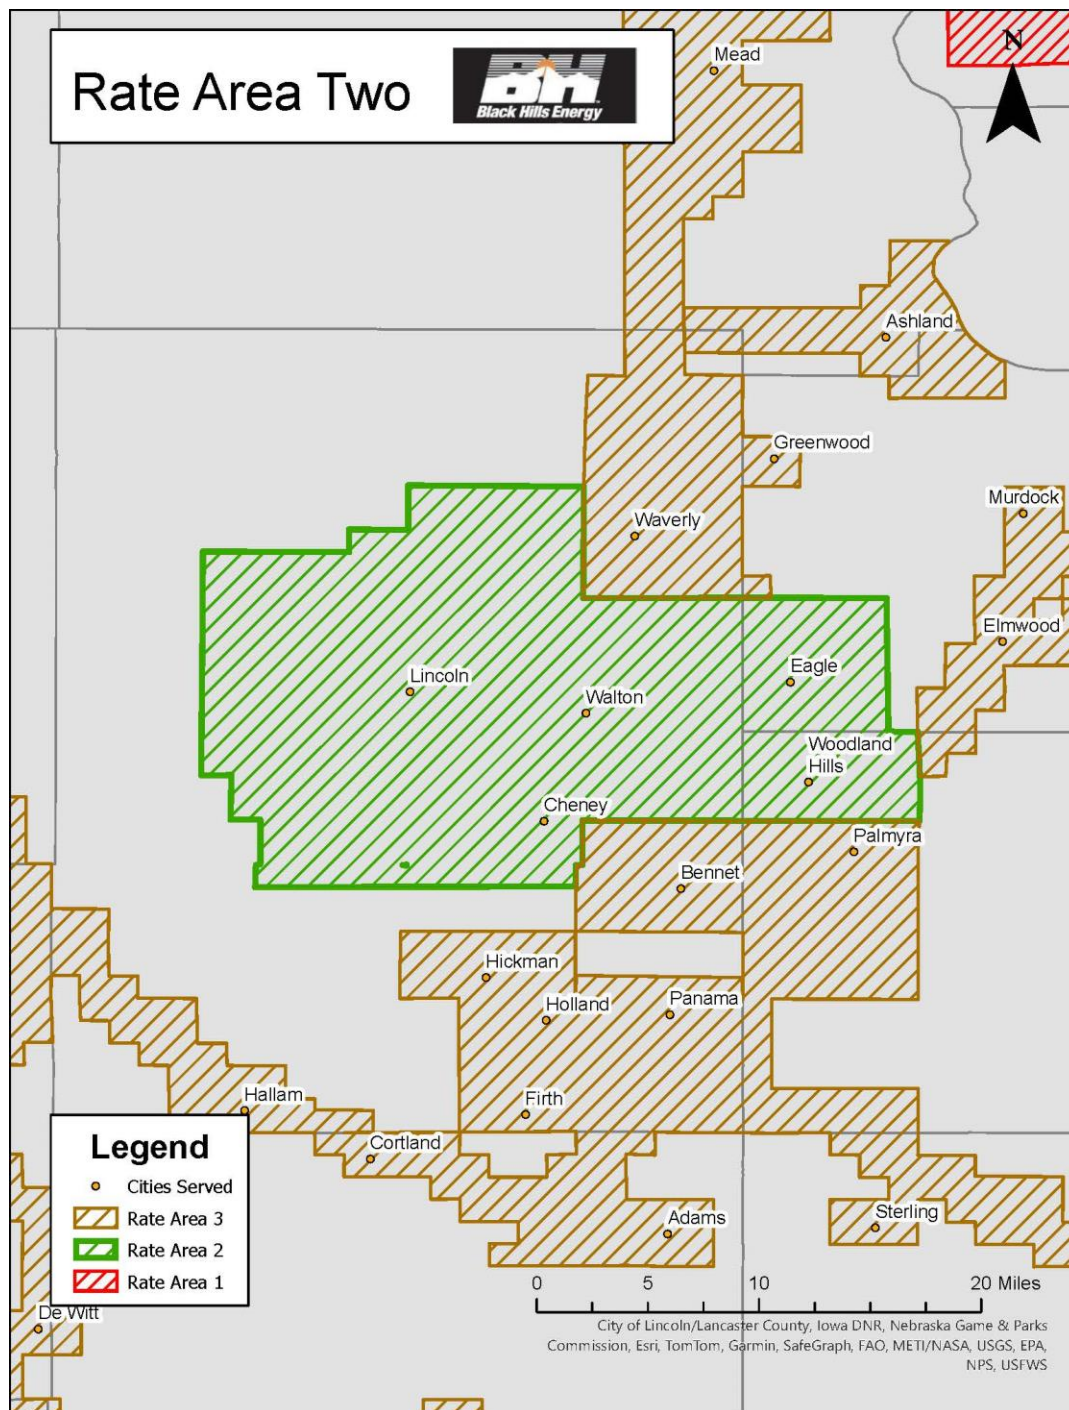 Rate Area Two
BH
Black Hills Energy
N
Mead
Ashland
Greenwood
Murdock
Waverly
Elmwood
Eagle
Lincoln
Walton
Woodland
Hills
Cheney
Palmyra
Bennet
Hickman
Panama
Holland
Hallam
Firth
Cortland
Sterling
Adams
De Witt
Legend
Cities Served
Rate Area 3
Rate Area 2
Rate Area 1
0 5 10 20 Miles
City of Lincoln/Lancaster County, Iowa DNR, Nebraska Game & Parks
Commission, Esri, TomTom, Garmin, SafeGraph, FAO, METI/NASA, USGS, EPA,
NPS, USFWS